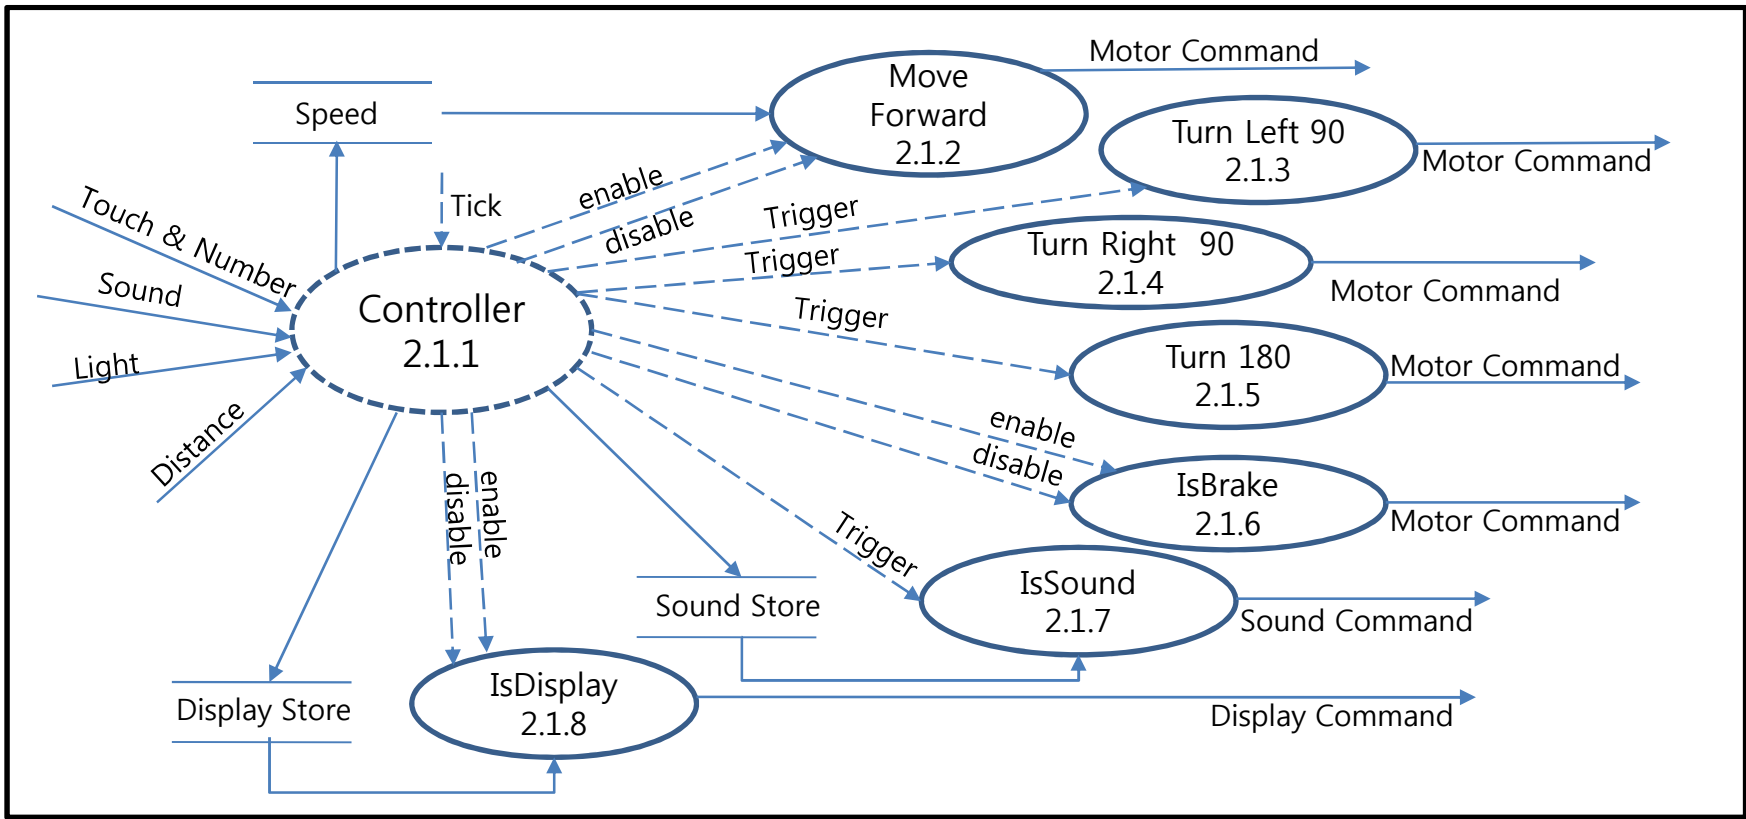 Motor Command
Move
Forward
2.1.2
Speed
Turn Left 90
2.1.3
Motor Command
enable
disable
Tick
Trigger
Touch & Number
Turn Right  90
2.1.4
Motor Command
Trigger
Sound
Controller
2.1.1
Trigger
Light
Turn 180
2.1.5
Motor Command
Distance
enable
disable
IsBrake
2.1.6
Motor Command
disable
enable
Trigger
IsSound
2.1.7
Sound Command
Sound Store
IsDisplay
2.1.8
Display Store
Display Command